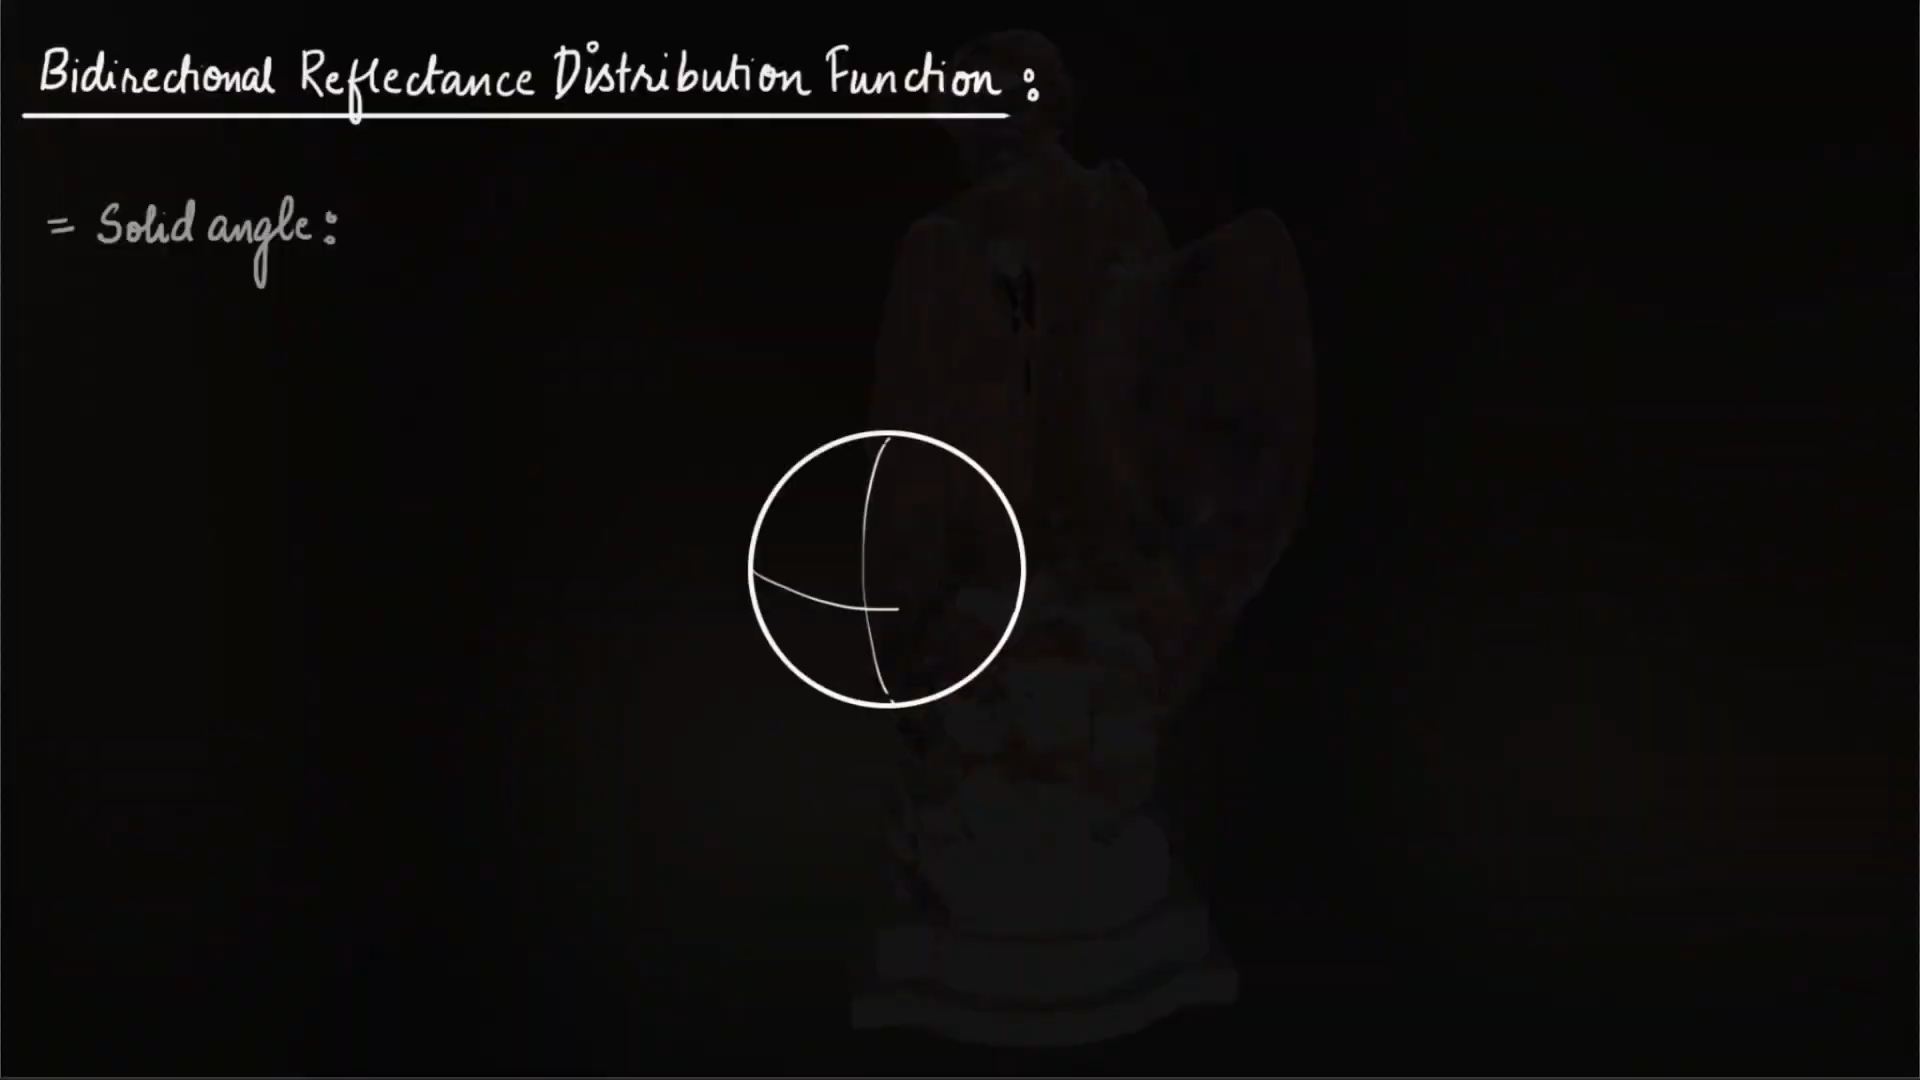 Bidirectional Reflectance Distribution Function :
= Solid angle :